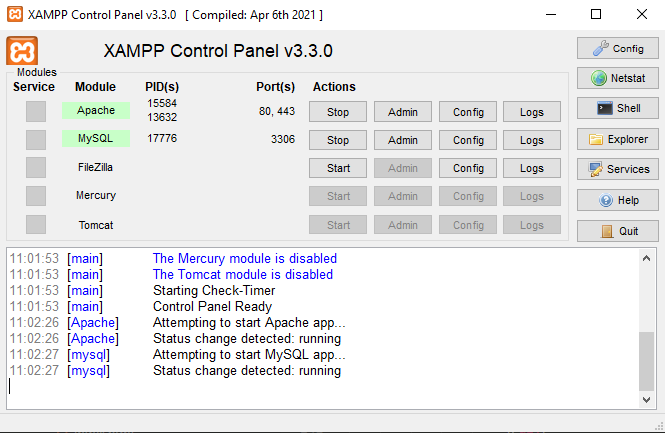 XAMPP Control Panel v3.3.0 [ Compiled: Apr 6th 2021 ]
XAMPP Control Panel v3.3.0
Config
Modules
Service Module PID(s) Port(s) Actions
Netstat
Apache 15584 13632 80, 443 Stop Admin Config Logs
Shell
MySQL 17776 3306 Stop Admin Config Logs
Explorer
FileZilla Start Admin Config Logs
Services
Mercury Start Admin Config Logs
Help
Tomcat Start Admin Config Logs
Quit
11:01:53 [main] The Mercury module is disabled
11:01:53 [main] The Tomcat module is disabled
11:01:53 [main] Starting Check-Timer
11:01:53 [main] Control Panel Ready
11:02:26 [Apache] Attempting to start Apache app...
11:02:26 [Apache] Status change detected: running
11:02:27 [mysql] Attempting to start MySQL app...
11:02:27 [mysql] Status change detected: running